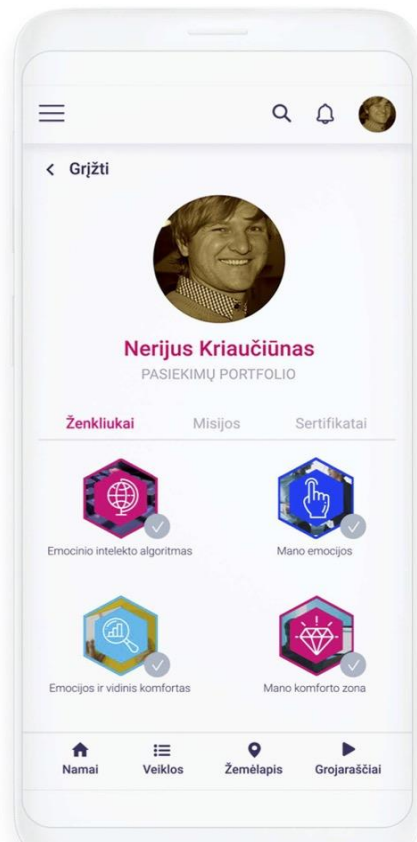 Grįžti
Nerijus Kriaučiūnas
PASIEKIMŲ PORTFOLIO
Ženkliukai Misijos Sertifikatai
Emocinio intelekto algoritmas Mano emocijos
Emocijos ir vidinis komfortas Mano komforto zona
Namai Veiklos Žemėlapis Grojaraščiai